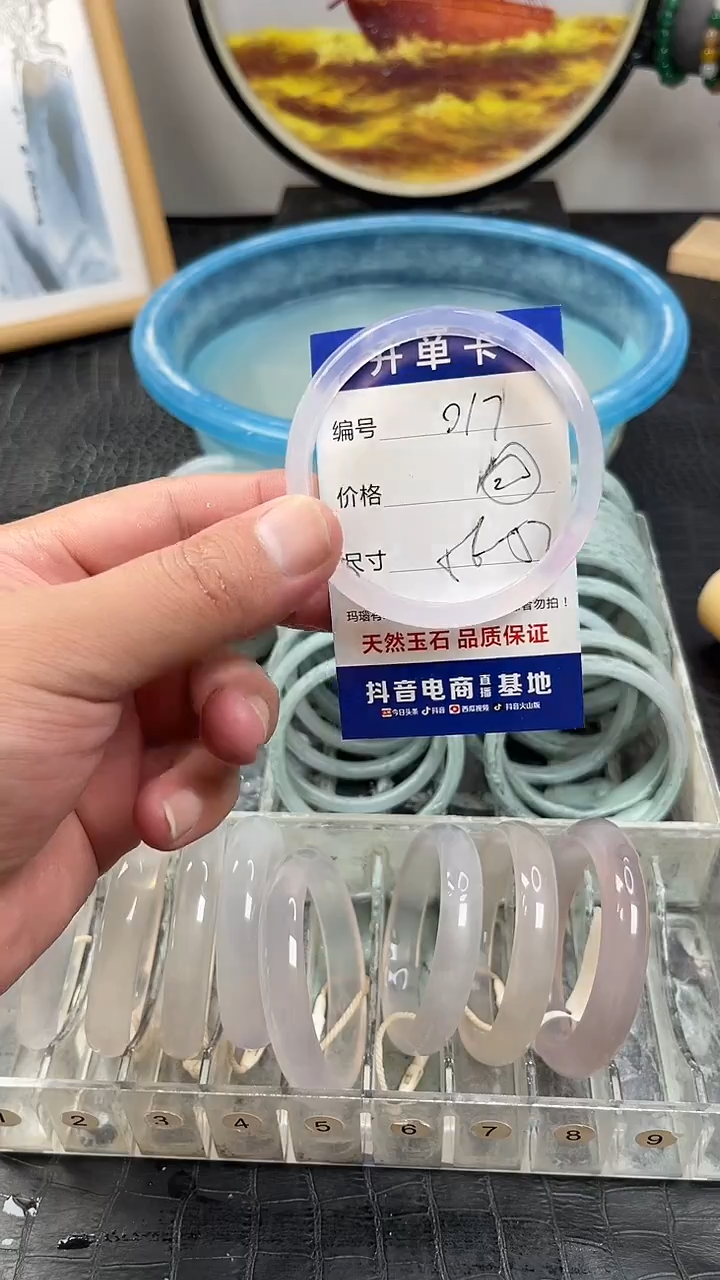 开单卡
编号 017
价格
尺寸
天然玉石 品质保证
抖音电商直播基地
今日头条 抖音 西瓜视频 抖音火山版
1 2 3 4 5 6 7 8 9